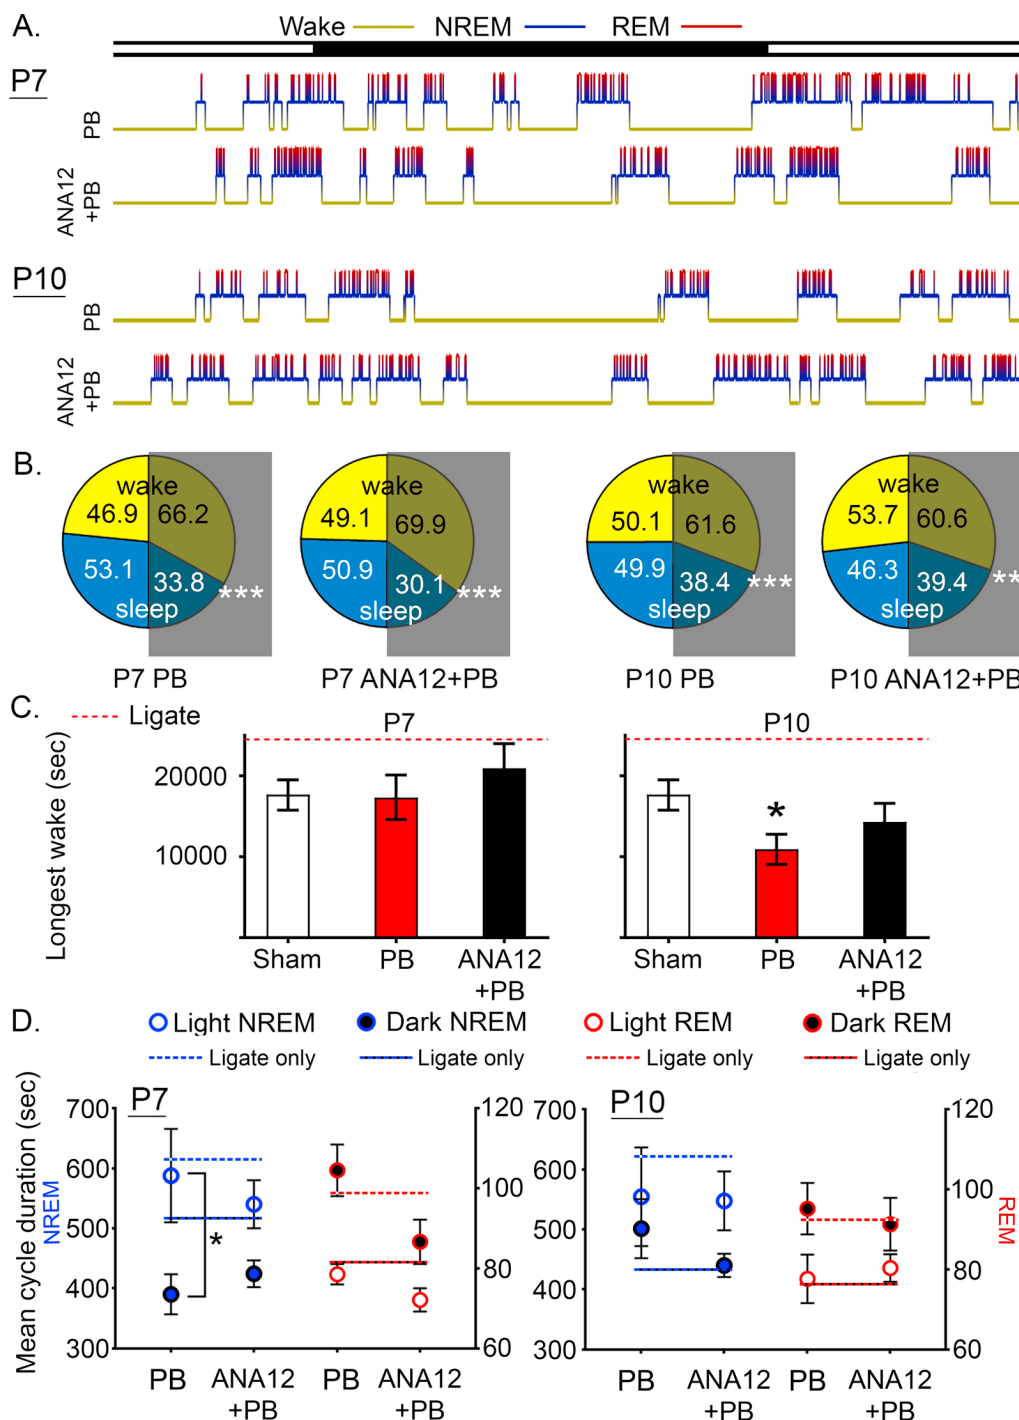 A.
Wake NREM REM
P7
PB
ANA12
+PB
P10
PB
ANA12
+PB
B.
wake
46.9 66.2
53.1 33.8
sleep
***
P7 PB
wake
49.1 69.9
50.9 30.1
sleep
***
P7 ANA12+PB
wake
50.1 61.6
49.9 38.4
sleep
***
P10 PB
wake
53.7 60.6
46.3 39.4
sleep
**
P10 ANA12+PB
C.
Ligate
P7
Longest wake (sec)
20000
10000
Sham PB ANA12
+PB
P10
*
Sham PB ANA12
+PB
D.
Light NREM Dark NREM Light REM Dark REM
Ligate only Ligate only Ligate only Ligate only
Mean cycle duration (sec)
NREM
P7
700
600
500
400
300
*
120
100
80
60
PB ANA12
+PB
PB ANA12
+PB
P10
700
600
500
400
300
120
100
80
60
REM
PB ANA12
+PB
PB ANA12
+PB